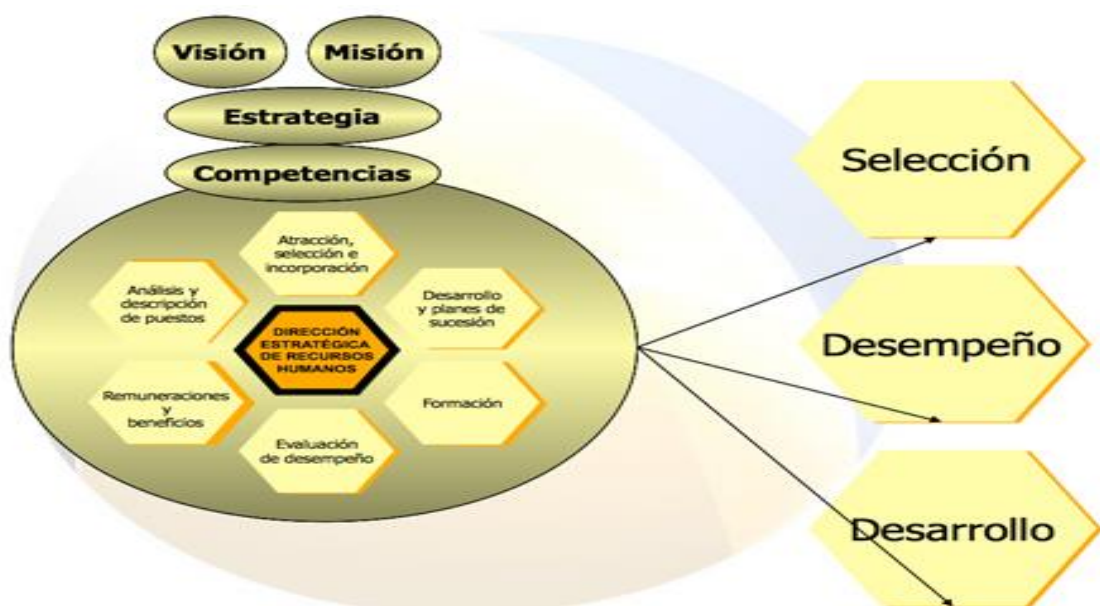 Visión
Misión
Estrategia
Competencias
Atracción,
selección e
incorporación
Análisis y
descripción
de puestos
Desarrollo
y planes de
sucesión
DIRECCIÓN
ESTRATÉGICA
DE RECURSOS
HUMANOS
Remuneraciones
y
beneficios
Formación
Evaluación
de desempeño
Selección
Desempeño
Desarrollo